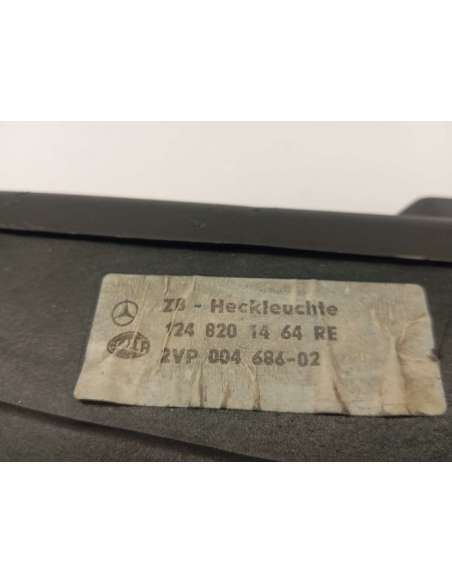 ZB - Heckleuchte
124 820 14 64 RE
2VP 004 686-02